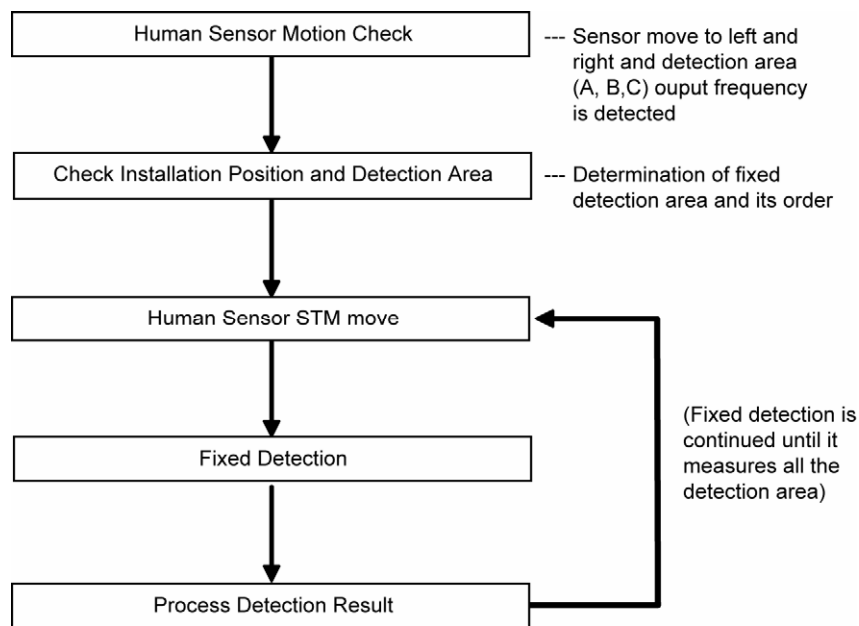 Human Sensor Motion Check
--- Sensor move to left and
right and detection area
(A, B,C) ouput frequency
is detected
Check Installation Position and Detection Area
--- Determination of fixed
detection area and its order
Human Sensor STM move
(Fixed detection is
continued until it
measures all the
detection area)
Fixed Detection
Process Detection Result